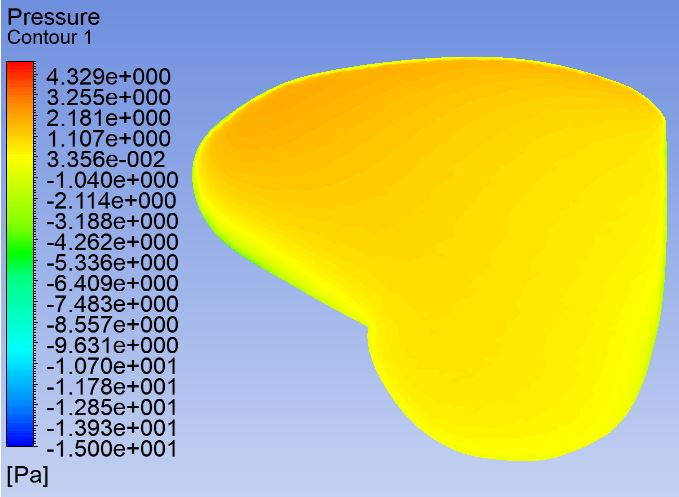 Pressure
Contour 1
4.329e+000
3.255e+000
2.181e+000
1.107e+000
3.356e-002
-1.040e+000
-2.114e+000
-3.188e+000
-4.262e+000
-5.336e+000
-6.409e+000
-7.483e+000
-8.557e+000
-9.631e+000
-1.070e+001
-1.178e+001
-1.285e+001
-1.393e+001
-1.500e+001
[Pa]